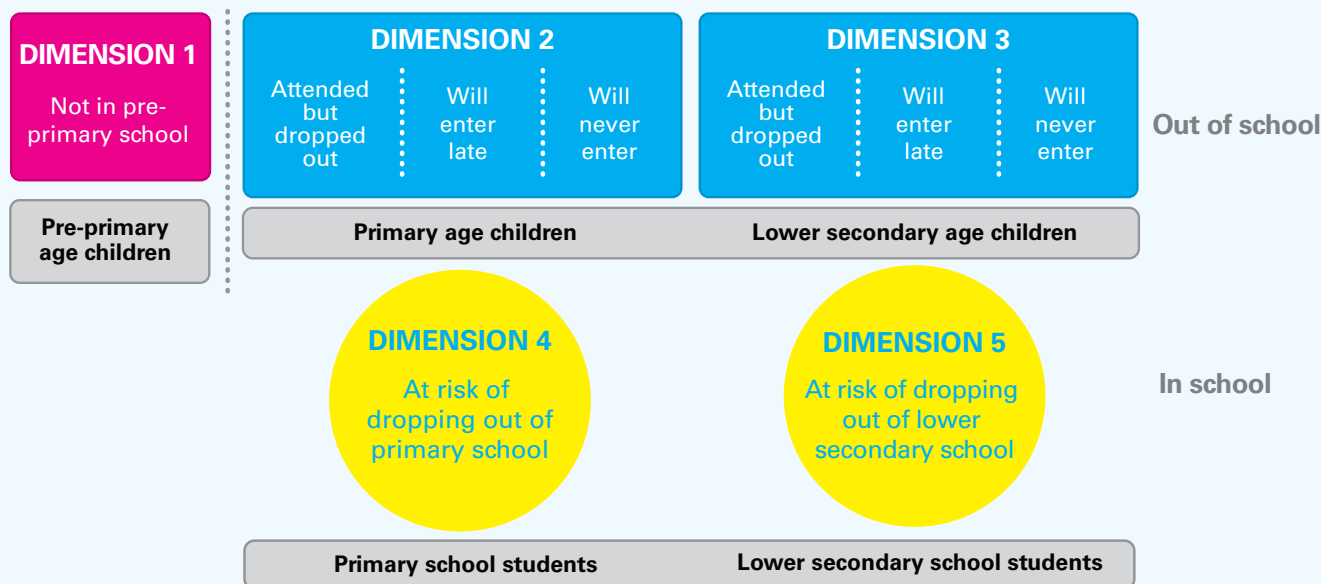 DIMENSION 1
Not in pre-
primary school
Pre-primary
age children
DIMENSION 2
Attended
but
dropped
out
Will
enter
late
Will
never
enter
DIMENSION 3
Attended
but
dropped
out
Will
enter
late
Will
never
enter
Out of school
Primary age children
Lower secondary age children
DIMENSION 4
At risk of
dropping out of
primary school
DIMENSION 5
At risk of dropping
out of lower
secondary school
In school
Primary school students
Lower secondary school students